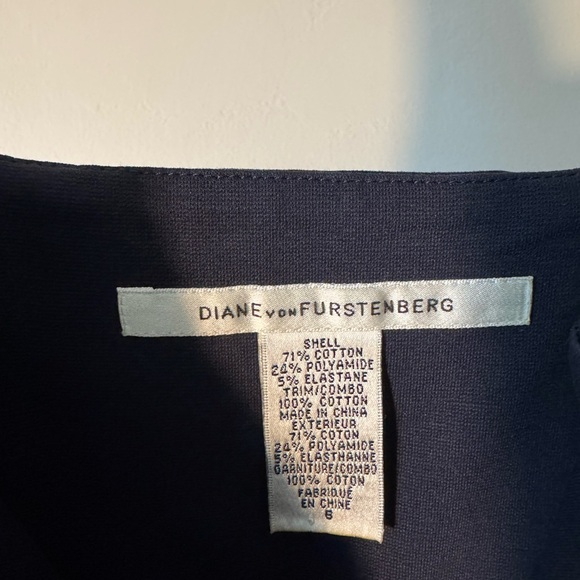 DIANE von FURSTENBERG
SHELL
71% COTTON
24% POLYAMIDE
5% ELASTANE
TRIM/COMBO
100% COTTON
MADE IN CHINA
EXTERIEUR
71% COTON
24% POLYAMIDE
5% ELASTHANNE
GARNITURE/COMBO
100% COTON
FABRIQUÉ
EN CHINE
6